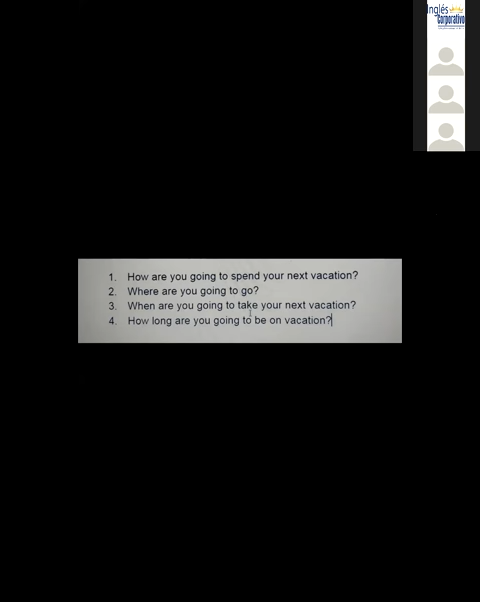 Inglés
Corporativo
1. How are you going to spend your next vacation?
2. Where are you going to go?
3. When are you going to take your next vacation?
4. How long are you going to be on vacation?